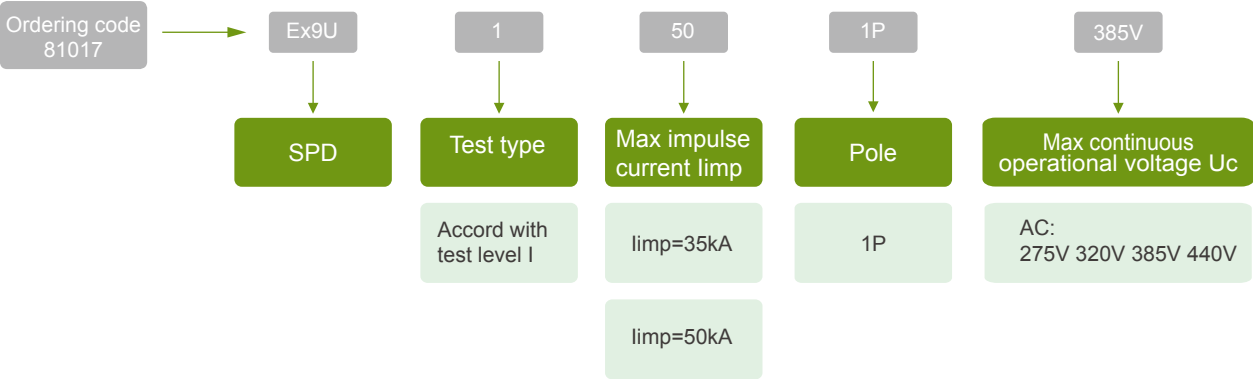 Ordering code
81017
Ex9U
1
50
1P
385V
SPD
Test type
Max impulse
current Iimp
Pole
Max continuous
operational voltage Uc
Accord with
test level I
Iimp=35kA
1P
AC:
275V 320V 385V 440V
Iimp=50kA